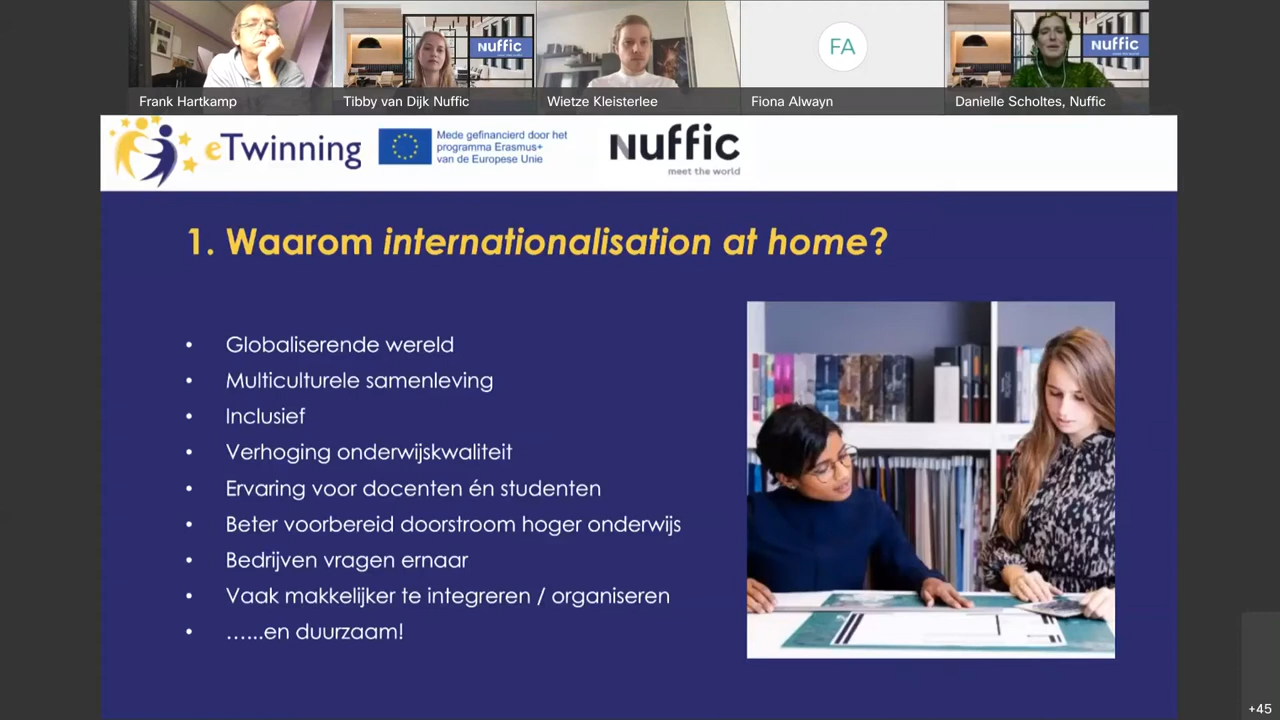 Nuffic
Nuffic
FA
Frank Hartkamp
Tibby van Dijk Nuffic
Wietze Kleisterlee
Fiona Alwayn
Danielle Scholtes, Nuffic
eTwinning
Mede gefinancierd door het
programma Erasmus+
van de Europese Unie
Nuffic
meet the world
1. Waarom internationalisation at home?
• Globaliserende wereld
• Multiculturele samenleving
• Inclusief
• Verhoging onderwijskwaliteit
• Ervaring voor docenten én studenten
• Beter voorbereid doorstroom hoger onderwijs
• Bedrijven vragen ernaar
• Vaak makkelijker te integreren / organiseren
• …...en duurzaam!
+45